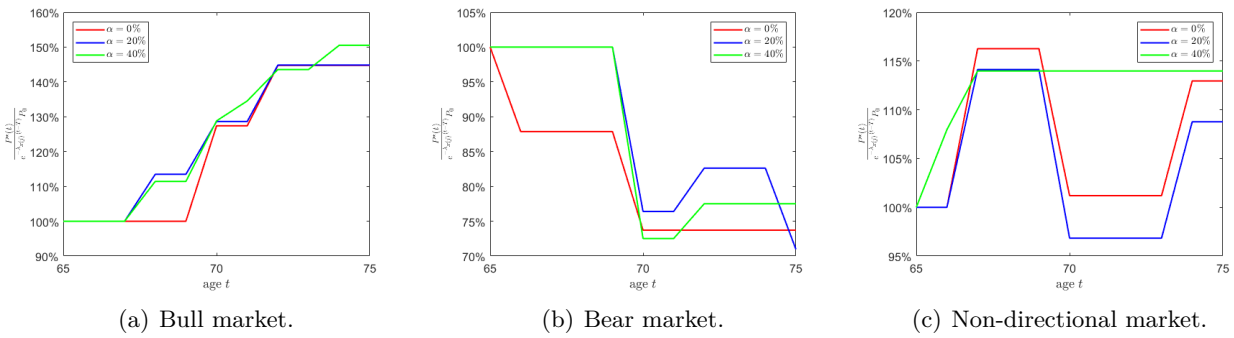 160%
150%
140%
130%
120%
110%
100%
90%
α = 0%
α = 20%
α = 40%
65
70
75
age t
(a) Bull market.
105%
100%
95%
90%
85%
80%
75%
70%
α = 0%
α = 20%
α = 40%
65
70
75
age t
(b) Bear market.
120%
115%
110%
105%
100%
95%
α = 0%
α = 20%
α = 40%
65
70
75
age t
(c) Non-directional market.